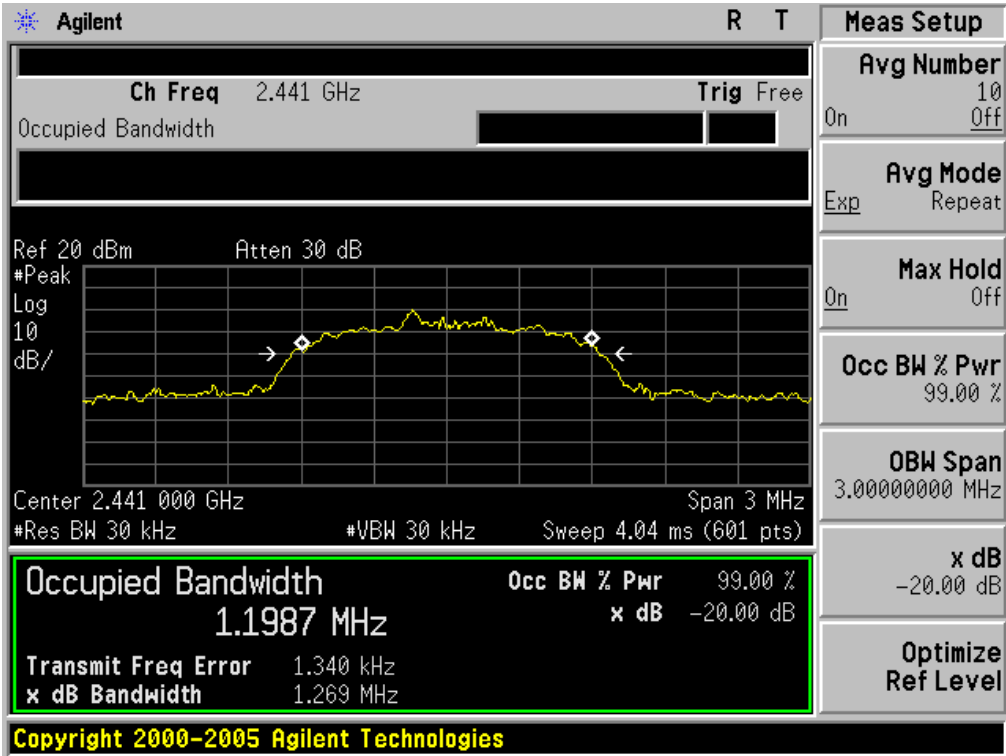 Agilent R T
Ch Freq 2.441 GHz Trig Free
Occupied Bandwidth
Ref 20 dBm Atten 30 dB
#Peak
Log
10
dB/
Center 2.441 000 GHz Span 3 MHz
#Res BW 30 kHz #VBW 30 kHz Sweep 4.04 ms (601 pts)
Occupied Bandwidth Occ BW % Pwr 99.00 %
1.1987 MHz x dB -20.00 dB
Transmit Freq Error 1.340 kHz
x dB Bandwidth 1.269 MHz
Copyright 2000-2005 Agilent Technologies
Meas Setup
Avg Number
10
On Off
Avg Mode
Exp Repeat
Max Hold
On Off
Occ BW % Pwr
99.00 %
OBW Span
3.00000000 MHz
x dB
-20.00 dB
Optimize
Ref Level